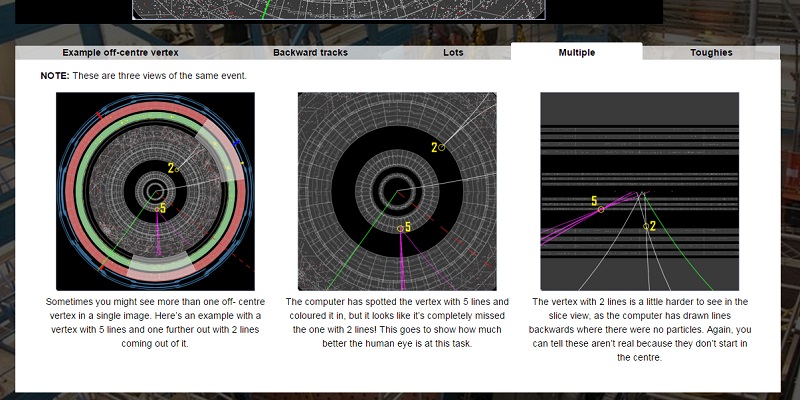 Example off-centre vertex Backward tracks Lots Multiple Toughies
NOTE: These are three views of the same event.
2
5
2
5
5
2
Sometimes you might see more than one off- centre
vertex in a single image. Here's an example with a
vertex with 5 lines and one further out with 2 lines
coming out of it.
The computer has spotted the vertex with 5 lines and
coloured it in, but it looks like it's completely missed
the one with 2 lines! This goes to show how much
better the human eye is at this task.
The vertex with 2 lines is a little harder to see in the
slice view, as the computer has drawn lines
backwards where there were no particles. Again, you
can tell these aren't real because they don't start in
the centre.